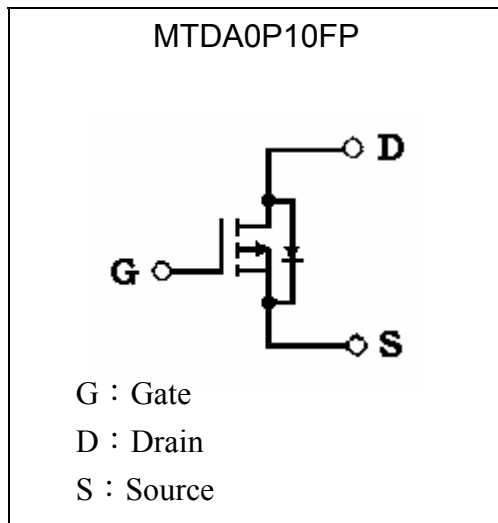 MTDA0P10FP
D
G
S
G：Gate
D：Drain
S：Source